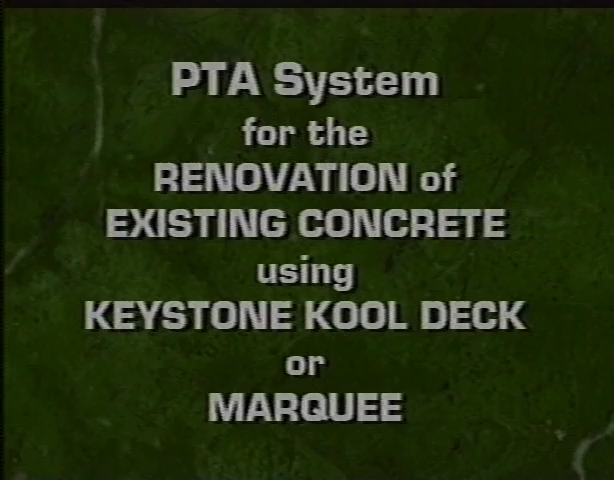 PTA System
for the
RENOVATION of
EXISTING CONCRETE
using
KEYSTONE KOOL DECK
or
MARQUEE